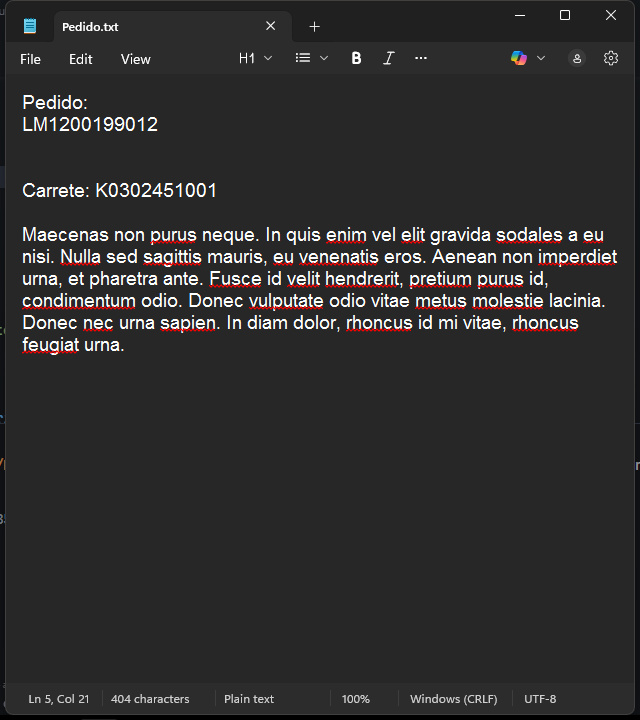 Pedido.txt
File Edit View H1 B I
Pedido:
LM1200199012
Carrete: K0302451001
Maecenas non purus neque. In quis enim vel elit gravida sodales a eu
nisi. Nulla sed sagittis mauris, eu venenatis eros. Aenean non imperdiet
urna, et pharetra ante. Fusce id velit hendrerit, pretium purus id,
condimentum odio. Donec vulputate odio vitae metus molestie lacinia.
Donec nec urna sapien. In diam dolor, rhoncus id mi vitae, rhoncus
feugiat urna.
Ln 5, Col 21 404 characters Plain text 100% Windows (CRLF) UTF-8